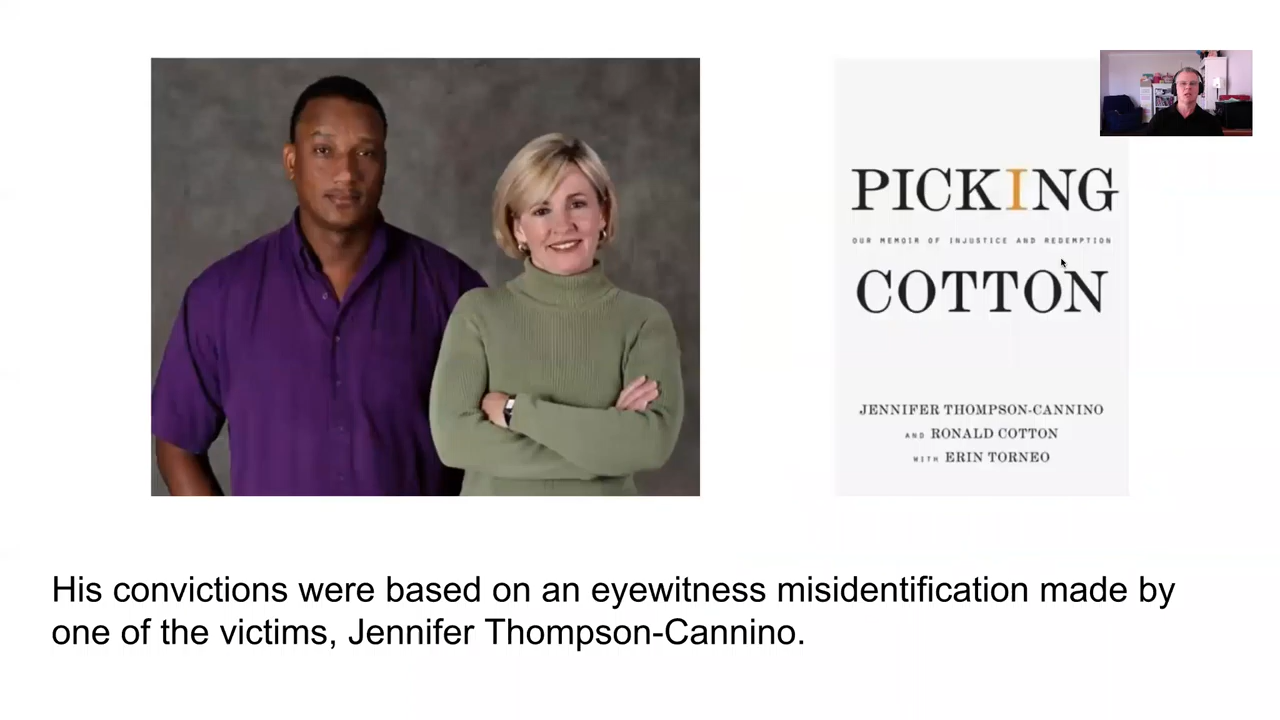 PICKING
OUR MEMOIR OF INJUSTICE AND REDEMPTION
COTTON
JENNIFER THOMPSON-CANNINO
AND RONALD COTTON
WITH ERIN TORNEO
His convictions were based on an eyewitness misidentification made by
one of the victims, Jennifer Thompson-Cannino.